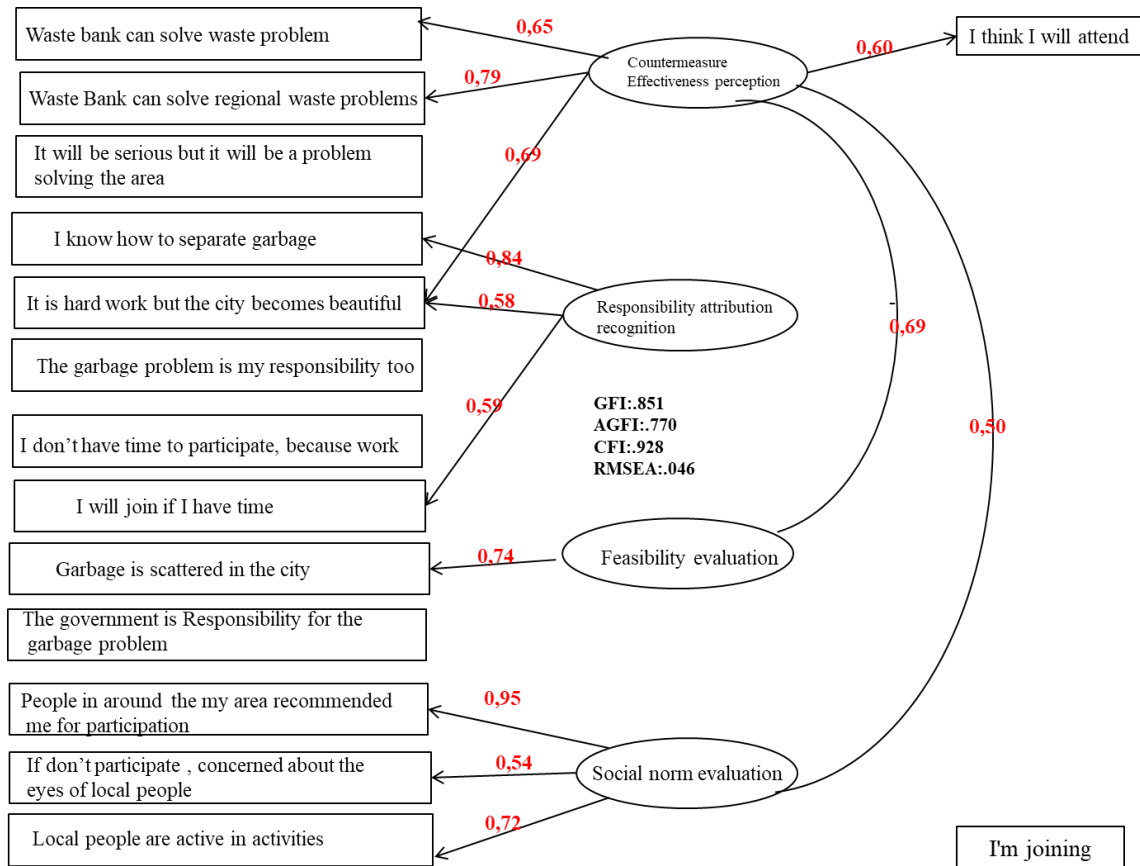 Waste bank can solve waste problem
0,65
Countermeasure
Effectiveness perception
0,60
I think I will attend
0,79
Waste Bank can solve regional waste problems
It will be serious but it will be a problem
solving the area
0,69
I know how to separate garbage
0,84
It is hard work but the city becomes beautiful
0,58
Responsibility attribution
recognition
-
0,69
The garbage problem is my responsibility too
0,59
GFI:.851
AGFI:.770
CFI:.928
RMSEA:.046
0,50
I don't have time to participate, because work
I will join if I have time
Garbage is scattered in the city
0,74
Feasibility evaluation
The government is Responsibility for the
garbage problem
People in around the my area recommended
me for participation
0,95
If don't participate , concerned about the
eyes of local people
0,54
Social norm evaluation
Local people are active in activities
0,72
I'm joining